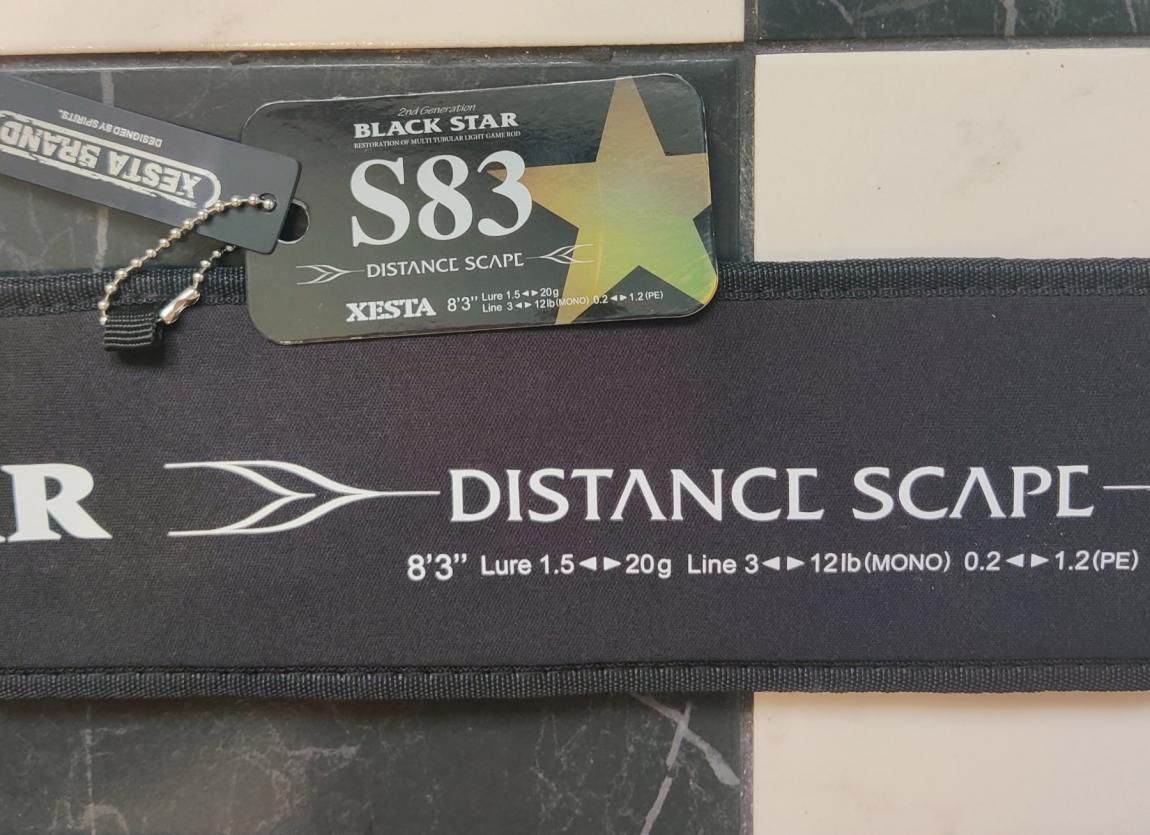 2nd Generation
BLACK STAR
RESTORATION OF MULTI TUBULAR LIGHT GAME ROD
S83
DISTANCE SCAPE
XESTA 8'3" Lure 1.5◄►20g
Line 3◄►12lb(MONO) 0.2◄►1.2(PE)
XESTA BRAND
DESIGNED BY SPIRITS.
AR DISTANCE SCAPE
8'3" Lure 1.5◄►20g Line 3◄►12lb(MONO) 0.2◄►1.2(PE)